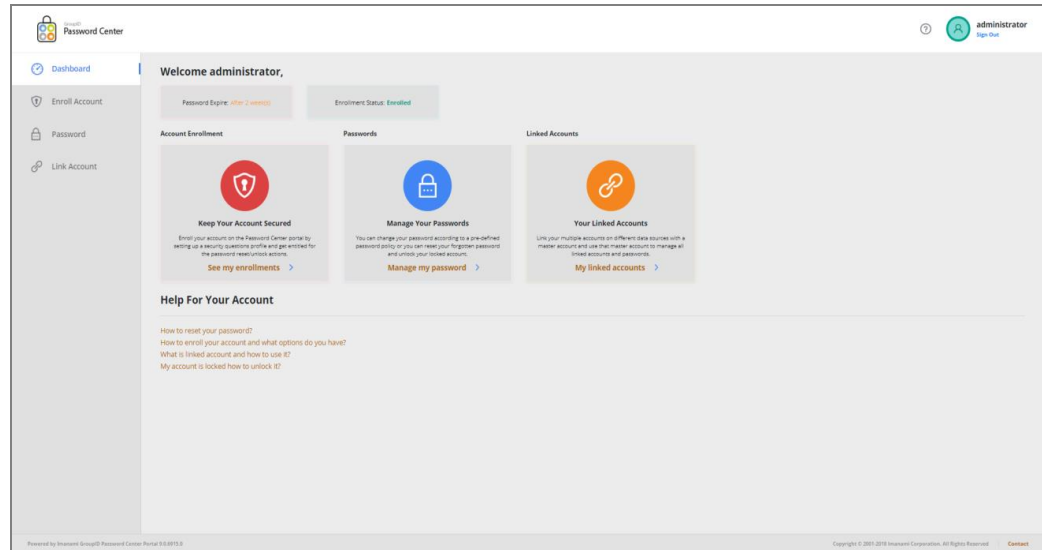 GroupID
Password Center
administrator
Sign Out
Dashboard
Enroll Account
Password
Link Account
Welcome administrator,
Password Expire: After 2 week(s)
Enrollment Status: Enrolled
Account Enrollment
Passwords
Linked Accounts
Keep Your Account Secured
Enroll your account on the Password Center portal by
setting up a security questions profile and get entitled for
the password reset/unlock actions.
See my enrollments
Manage Your Passwords
You can change your password according to a pre-defined
password policy or you can reset your forgotten password
and unlock your locked account.
Manage my password
Your Linked Accounts
Link your multiple accounts on different data sources with a
master account and use that master account to manage all
linked accounts and passwords.
My linked accounts
Help For Your Account
How to reset your password?
How to enroll your account and what options do you have?
What is linked account and how to use it?
My account is locked how to unlock it?
Powered by Imanami GroupID Password Center Portal 9.0.6915.0
Copyright © 2001-2018 Imanami Corporation. All Rights Reserved
Contact